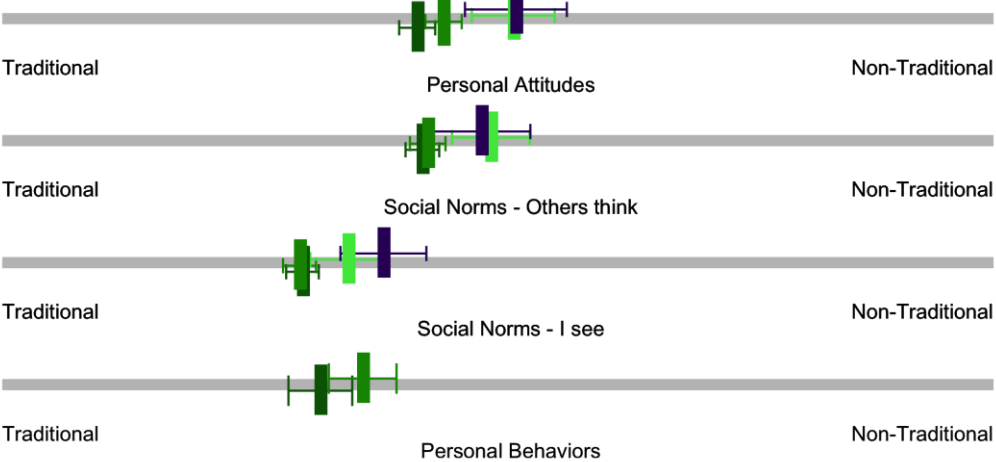 Traditional Non-Traditional
Personal Attitudes
Traditional Non-Traditional
Social Norms - Others think
Traditional Non-Traditional
Social Norms - I see
Traditional Non-Traditional
Personal Behaviors